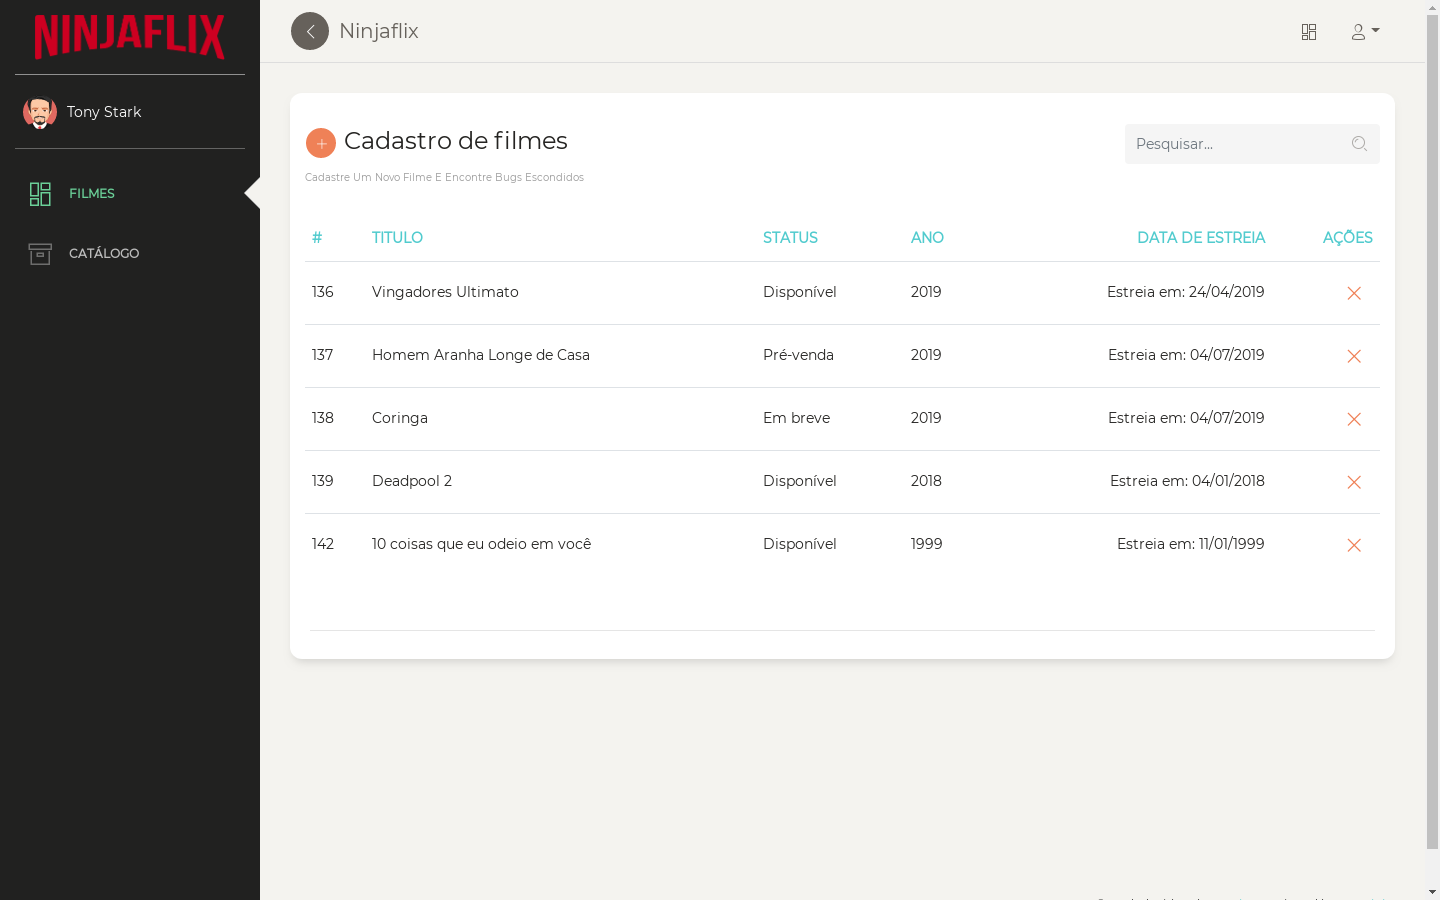 NINJAFLIX
Ninjaflix
Tony Stark
FILMES
CATÁLOGO
+ Cadastro de filmes
Pesquisar...
Cadastre Um Novo Filme E Encontre Bugs Escondidos
# TITULO STATUS ANO DATA DE ESTREIA AÇÕES
136 Vingadores Ultimato Disponível 2019 Estreia em: 24/04/2019
137 Homem Aranha Longe de Casa Pré-venda 2019 Estreia em: 04/07/2019
138 Coringa Em breve 2019 Estreia em: 04/07/2019
139 Deadpool 2 Disponível 2018 Estreia em: 04/01/2018
142 10 coisas que eu odeio em você Disponível 1999 Estreia em: 11/01/1999